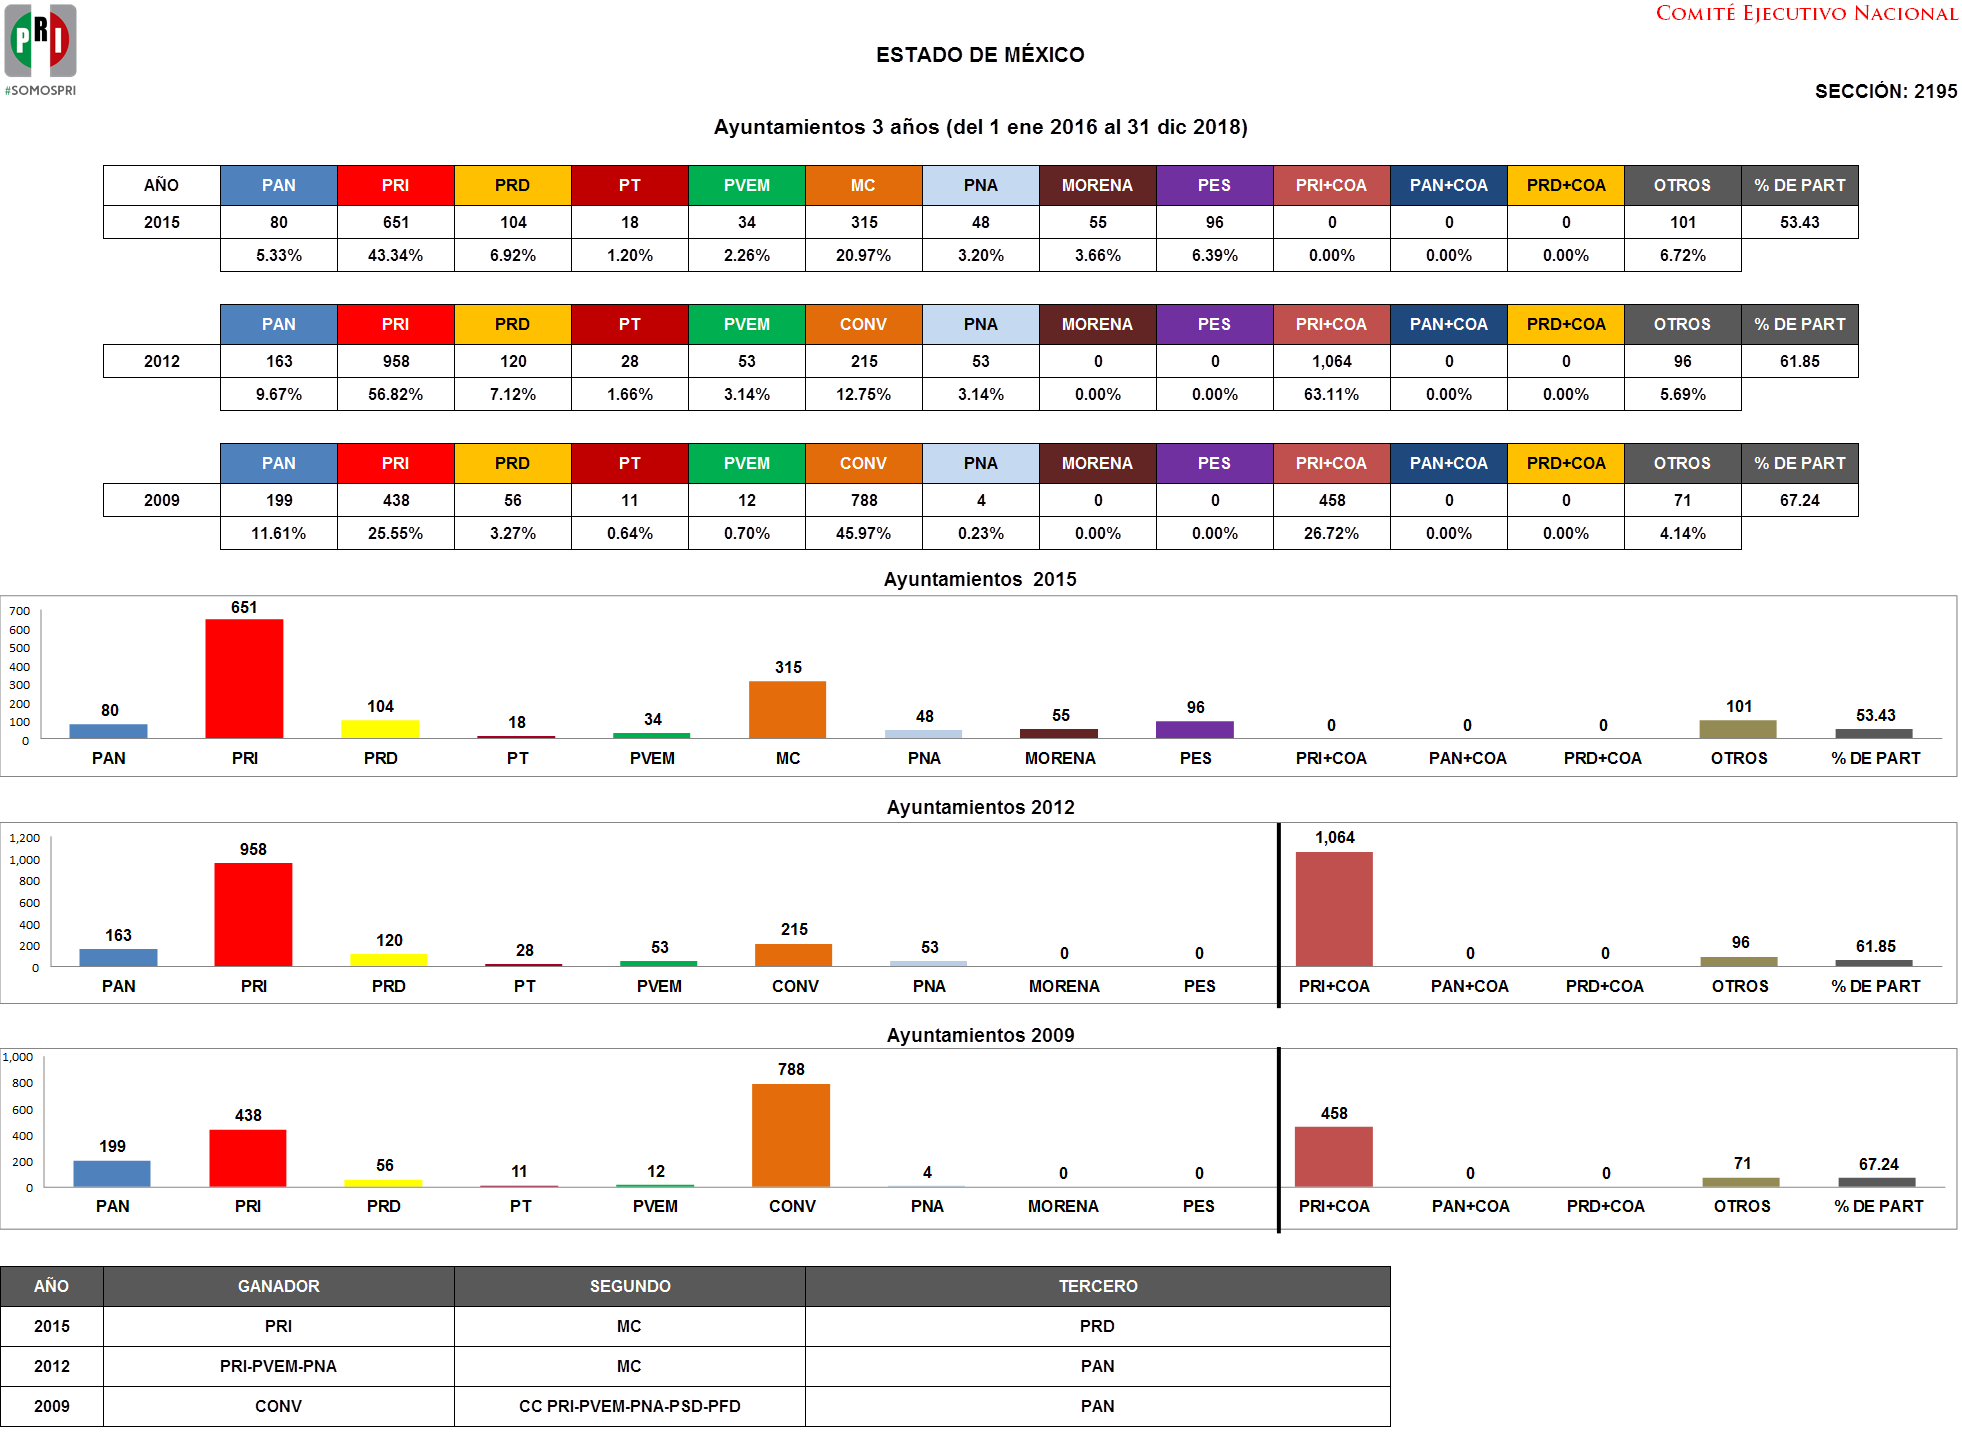 PRI
#SOMOSPRI
COMITÉ EJECUTIVO NACIONAL
ESTADO DE MÉXICO
SECCIÓN: 2195
Ayuntamientos 3 años (del 1 ene 2016 al 31 dic 2018)
AÑO PAN PRI PRD PT PVEM MC PNA MORENA PES PRI+COA PAN+COA PRD+COA OTROS % DE PART
2015 80 651 104 18 34 315 48 55 96 0 0 0 101 53.43
5.33% 43.34% 6.92% 1.20% 2.26% 20.97% 3.20% 3.66% 6.39% 0.00% 0.00% 0.00% 6.72%
PAN PRI PRD PT PVEM CONV PNA MORENA PES PRI+COA PAN+COA PRD+COA OTROS % DE PART
2012 163 958 120 28 53 215 53 0 0 1,064 0 0 96 61.85
9.67% 56.82% 7.12% 1.66% 3.14% 12.75% 3.14% 0.00% 0.00% 63.11% 0.00% 0.00% 5.69%
PAN PRI PRD PT PVEM CONV PNA MORENA PES PRI+COA PAN+COA PRD+COA OTROS % DE PART
2009 199 438 56 11 12 788 4 0 0 458 0 0 71 67.24
11.61% 25.55% 3.27% 0.64% 0.70% 45.97% 0.23% 0.00% 0.00% 26.72% 0.00% 0.00% 4.14%
Ayuntamientos 2015
700
600
500
400
300
200
100
0
80 651 104 18 34 315 48 55 96 0 0 0 101 53.43
PAN PRI PRD PT PVEM MC PNA MORENA PES PRI+COA PAN+COA PRD+COA OTROS % DE PART
Ayuntamientos 2012
1,200
1,000
800
600
400
200
0
163 958 120 28 53 215 53 0 0 1,064 0 0 96 61.85
PAN PRI PRD PT PVEM CONV PNA MORENA PES PRI+COA PAN+COA PRD+COA OTROS % DE PART
Ayuntamientos 2009
1,000
800
600
400
200
0
199 438 56 11 12 788 4 0 0 458 0 0 71 67.24
PAN PRI PRD PT PVEM CONV PNA MORENA PES PRI+COA PAN+COA PRD+COA OTROS % DE PART
AÑO GANADOR SEGUNDO TERCERO
2015 PRI MC PRD
2012 PRI-PVEM-PNA MC PAN
2009 CONV CC PRI-PVEM-PNA-PSD-PFD PAN